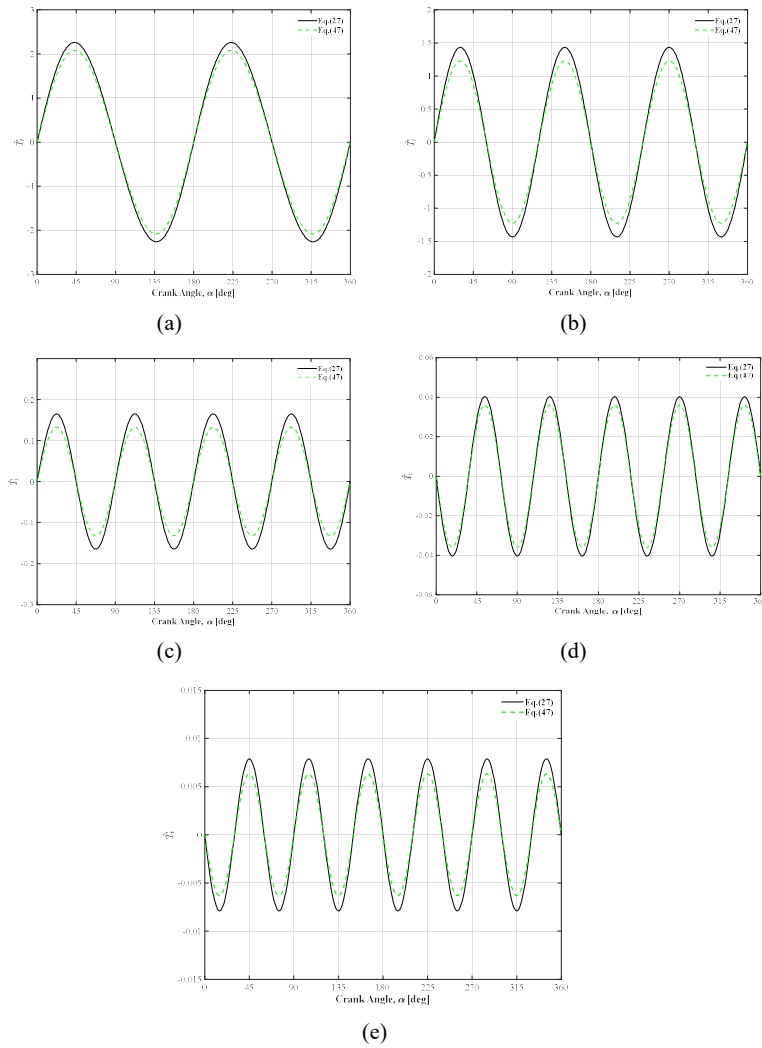 3
Eq.(27)
Eq.(47)
2
1
0
-1
-2
-3
0 45 90 135 180 225 270 315 360
Crank Angle, α [deg]
(a)
2
Eq.(27)
Eq.(47)
1.5
1
0.5
0
-0.5
-1
-1.5
-2
0 45 90 135 180 225 270 315 360
Crank Angle, α [deg]
(b)
Eq.(27)
Eq.(47)
0.2
0.1
0
-0.1
-0.2
-0.3
0 45 90 135 180 225 270 315 360
Crank Angle, α [deg]
(c)
0.06
Eq.(27)
Eq.(47)
0.04
0.02
0
-0.02
-0.04
-0.06
0 45 90 135 180 225 270 315 36
Crank Angle, α [deg]
(d)
0.015
Eq.(27)
Eq.(47)
0.01
0.005
0
-0.005
-0.01
-0.015
0 45 90 135 180 225 270 315 360
Crank Angle, α [deg]
(e)